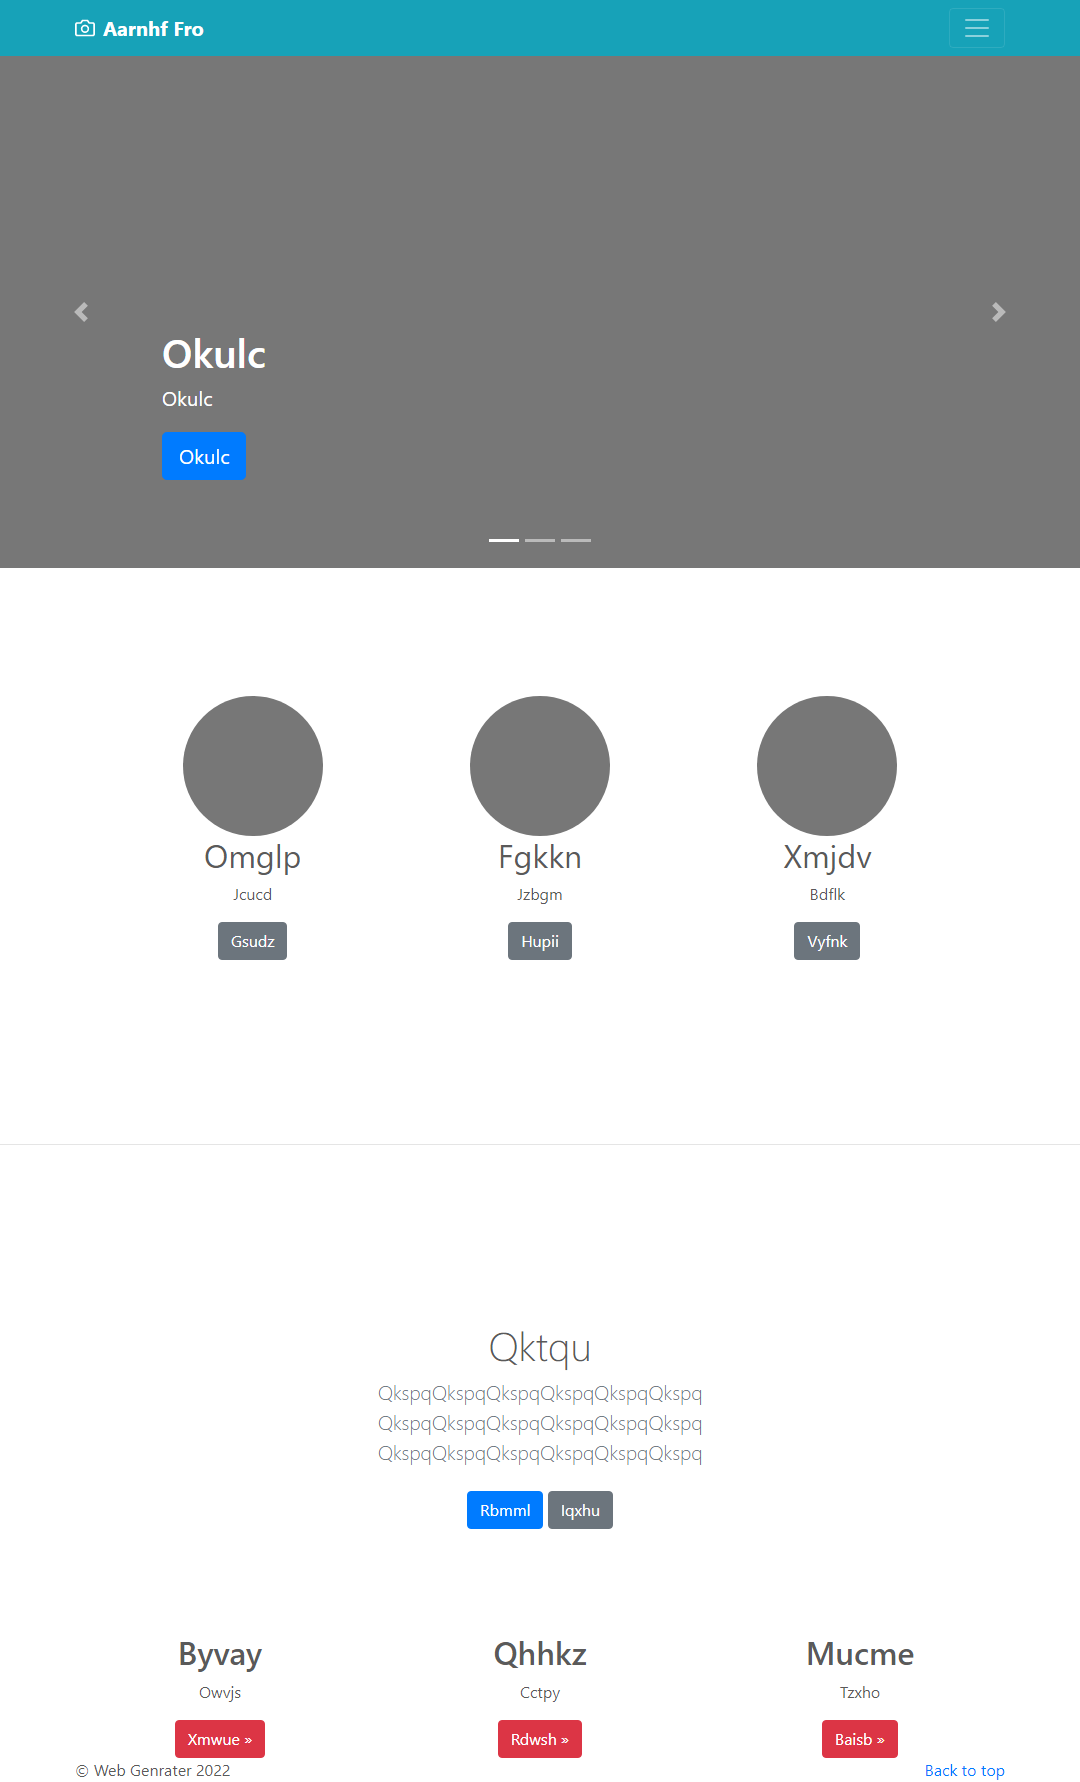 Aarnhf Fro
Okulc
Okulc
Okulc
Omglp
Fgkkn
Xmjdv
Jcucd
Jzbgm
Bdflk
Gsudz
Hupii
Vyfnk
Qktqu
QkspqQkspqQkspqQkspqQkspqQkspq
QkspqQkspqQkspqQkspqQkspqQkspq
QkspqQkspqQkspqQkspqQkspqQkspq
Rbmml
Iqxhu
Byvay
Qhhkz
Mucme
Owvjs
Cctpy
Tzxho
Xmwue »
Rdwsh »
Baisb »
© Web Genrater 2022
Back to top